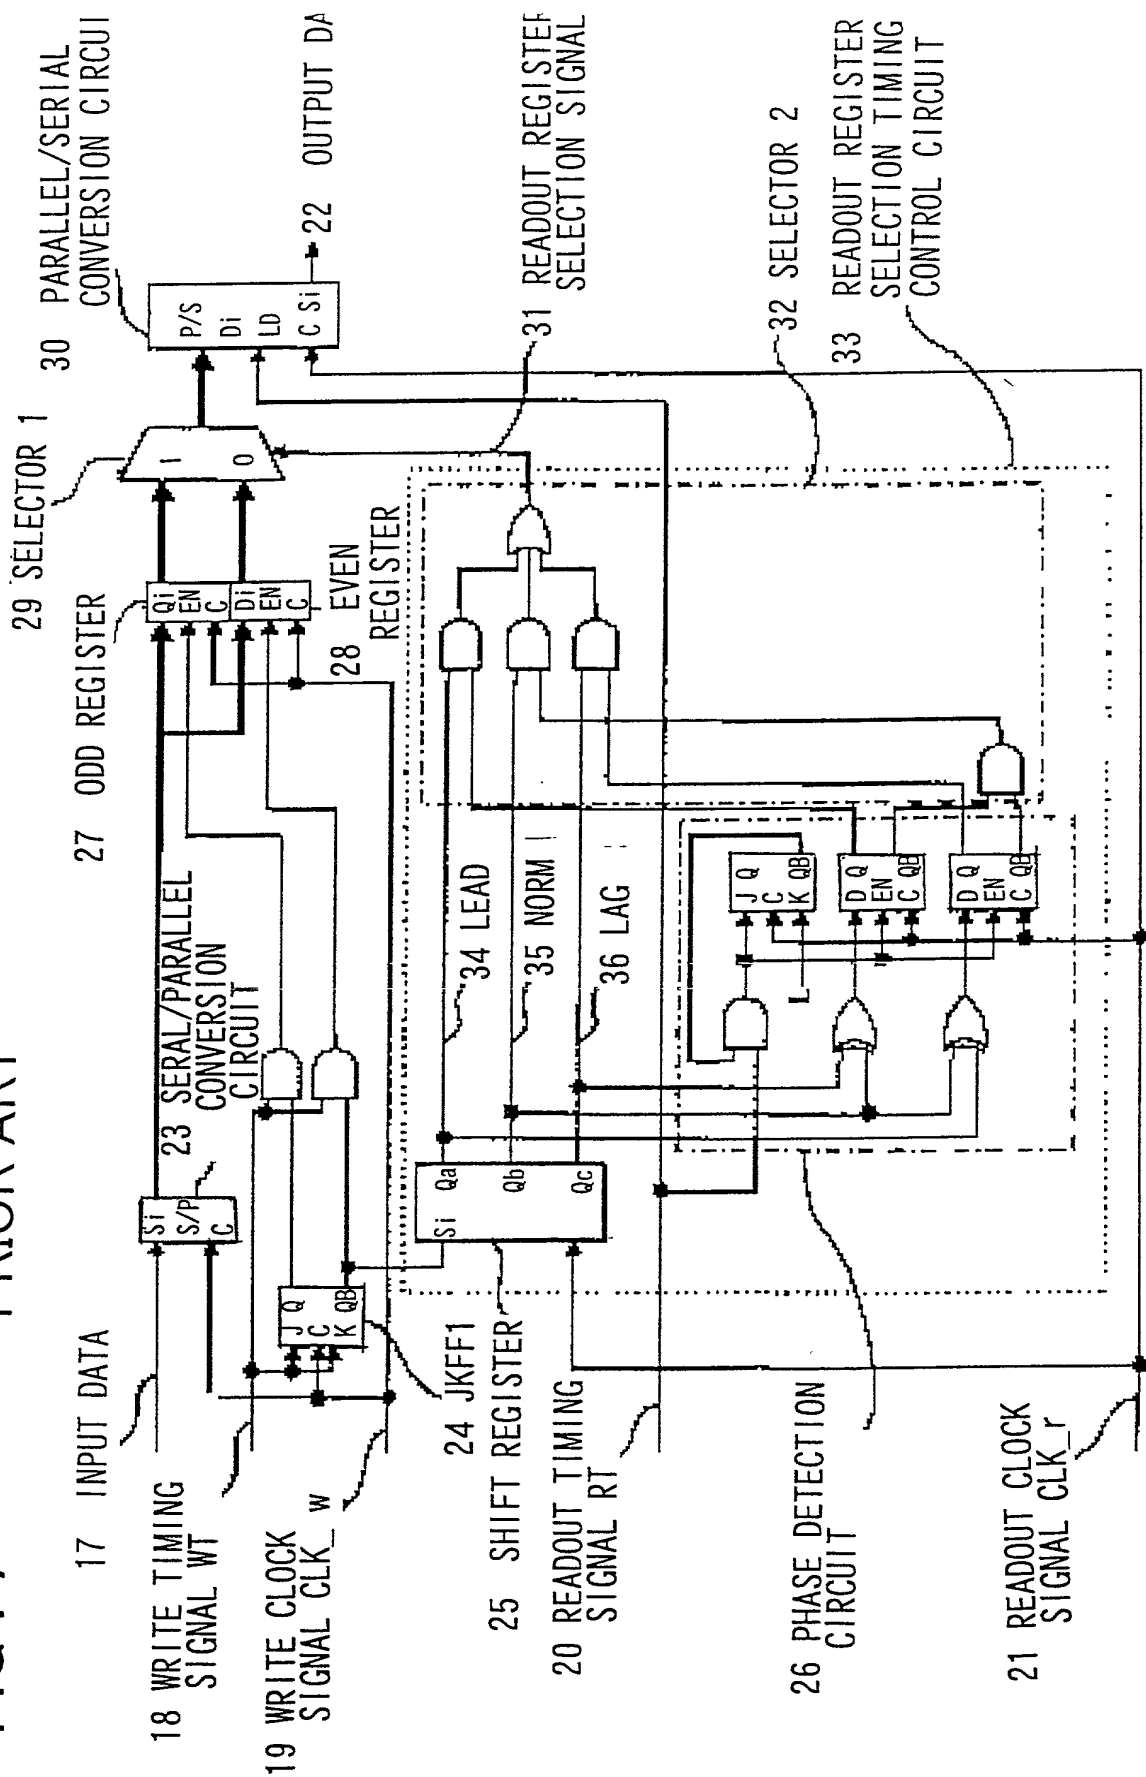 PRIOR ART
17 INPUT DATA
18 WRITE TIMING
SIGNAL WT
19 WRITE CLOCK
SIGNAL CLK_w
23 SERAL/PARALLEL
CONVERSION
CIRCUIT
Si
S/P
C
24 JKFF1
J Q
C
K QB
27 ODD REGISTER
Qi
EN
C
Di
EN
C
28 EVEN
REGISTER
29 SELECTOR 1
1
0
30 PARALLEL/SERIAL
CONVERSION CIRCUI
P/S
Di
LD
C Si
22 OUTPUT DA
31 READOUT REGISTER
SELECTION SIGNAL
32 SELECTOR 2
33 READOUT REGISTER
SELECTION TIMING
CONTROL CIRCUIT
25 SHIFT REGISTER
Si
Qa
Qb
Qc
34 LEAD
35 NORM
36 LAG
20 READOUT TIMING
SIGNAL RT
26 PHASE DETECTION
CIRCUIT
J Q
C
K QB
L
D Q
EN
C QB
D Q
EN
C QB
21 READOUT CLOCK
SIGNAL CLK_r